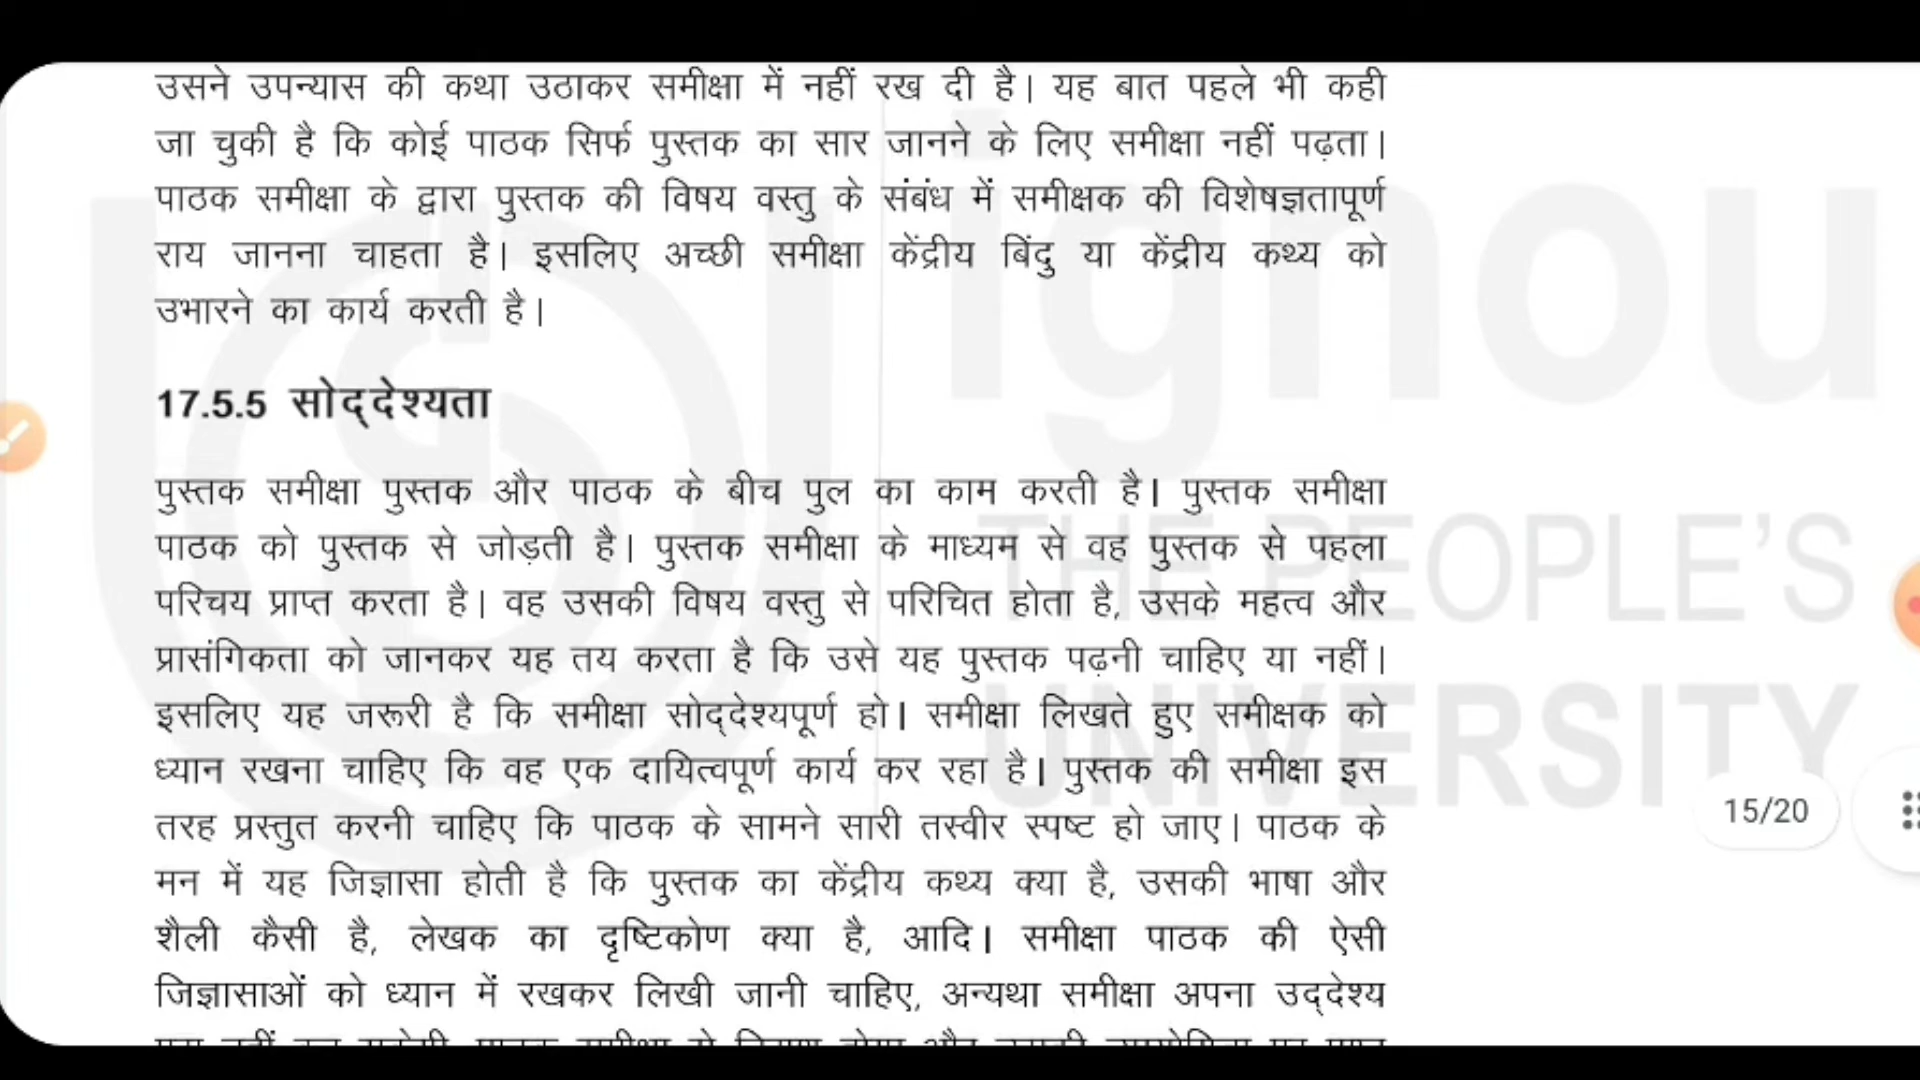 उसने उपन्यास की कथा उठाकर समीक्षा में नहीं रख दी है। यह बात पहले भी कही
जा चुकी है कि कोई पाठक सिर्फ पुस्तक का सार जानने के लिए समीक्षा नहीं पढ़ता।
पाठक समीक्षा के द्वारा पुस्तक की विषय वस्तु के संबंध में समीक्षक की विशेषज्ञतापूर्ण
राय जानना चाहता है। इसलिए अच्छी समीक्षा केंद्रीय बिंदु या केंद्रीय कथ्य को
उभारने का कार्य करती है।
17.5.5 सोद्देश्यता
पुस्तक समीक्षा पुस्तक और पाठक के बीच पुल का काम करती है। पुस्तक समीक्षा
पाठक को पुस्तक से जोड़ती है। पुस्तक समीक्षा के माध्यम से वह पुस्तक से पहला
परिचय प्राप्त करता है। वह उसकी विषय वस्तु से परिचित होता है, उसके महत्व और
प्रासंगिकता को जानकर यह तय करता है कि उसे यह पुस्तक पढ़नी चाहिए या नहीं।
इसलिए यह जरूरी है कि समीक्षा सोद्देश्यपूर्ण हो। समीक्षा लिखते हुए समीक्षक को
ध्यान रखना चाहिए कि वह एक दायित्वपूर्ण कार्य कर रहा है। पुस्तक की समीक्षा इस
तरह प्रस्तुत करनी चाहिए कि पाठक के सामने सारी तस्वीर स्पष्ट हो जाए। पाठक के
मन में यह जिज्ञासा होती है कि पुस्तक का केंद्रीय कथ्य क्या है, उसकी भाषा और
शैली कैसी है, लेखक का दृष्टिकोण क्या है, आदि। समीक्षा पाठक की ऐसी
जिज्ञासाओं को ध्यान में रखकर लिखी जानी चाहिए, अन्यथा समीक्षा अपना उद्देश्य
ignou
THE PEOPLE'S
UNIVERSITY
15/20